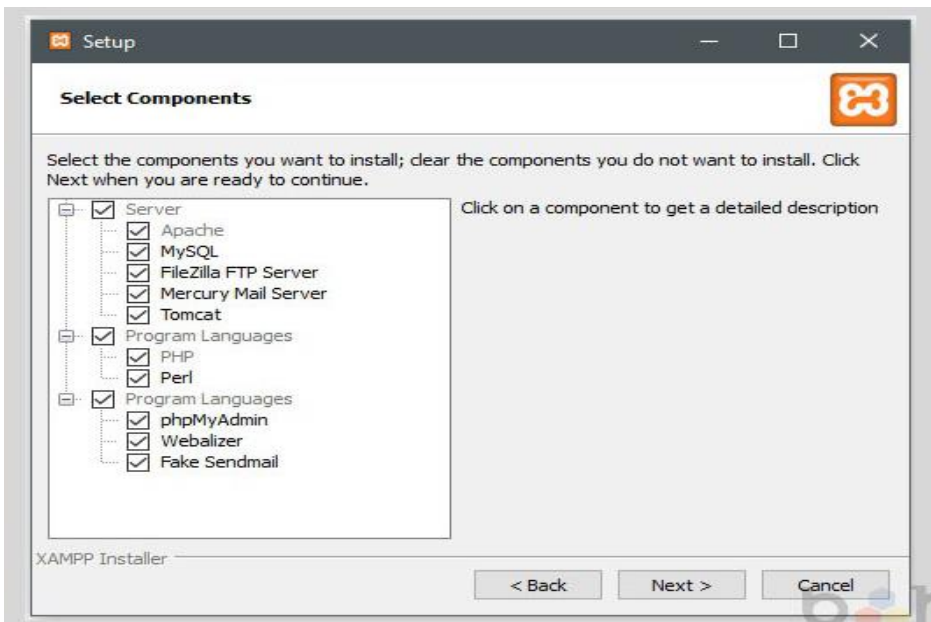 Setup
Select Components
Select the components you want to install; clear the components you do not want to install. Click
Next when you are ready to continue.
Server
Apache
MySQL
FileZilla FTP Server
Mercury Mail Server
Tomcat
Program Languages
PHP
Perl
Program Languages
phpMyAdmin
Webalizer
Fake Sendmail
Click on a component to get a detailed description
XAMPP Installer
< Back
Next >
Cancel